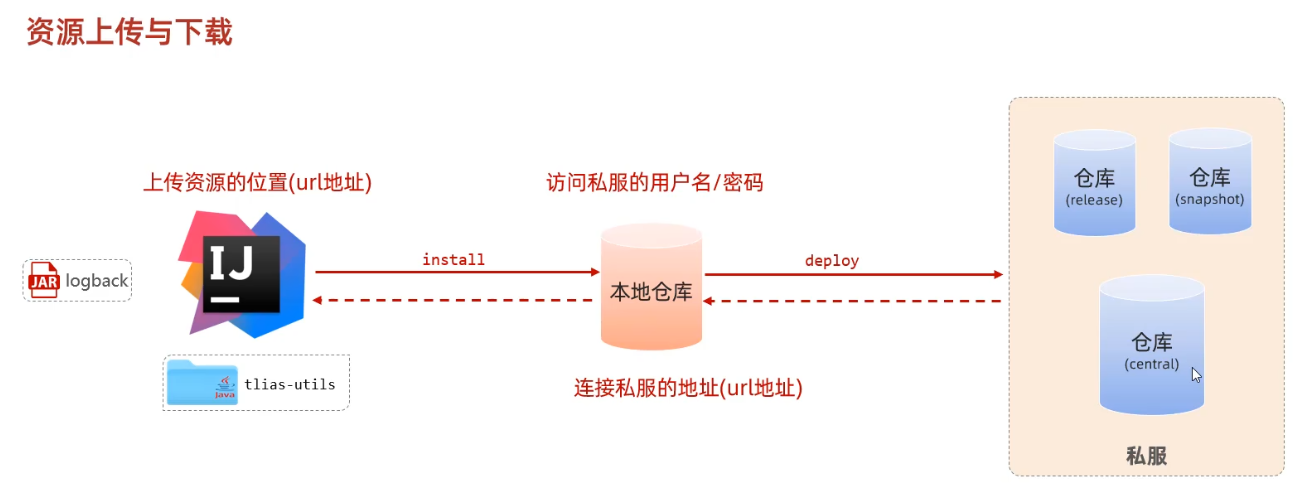 资源上传与下载
上传资源的位置(url地址)
访问私服的用户名/密码
仓库
(release)
仓库
(snapshot)
IJ
JAR logback
install
deploy
本地仓库
仓库
(central)
Java
tlias-utils
连接私服的地址(url地址)
私服